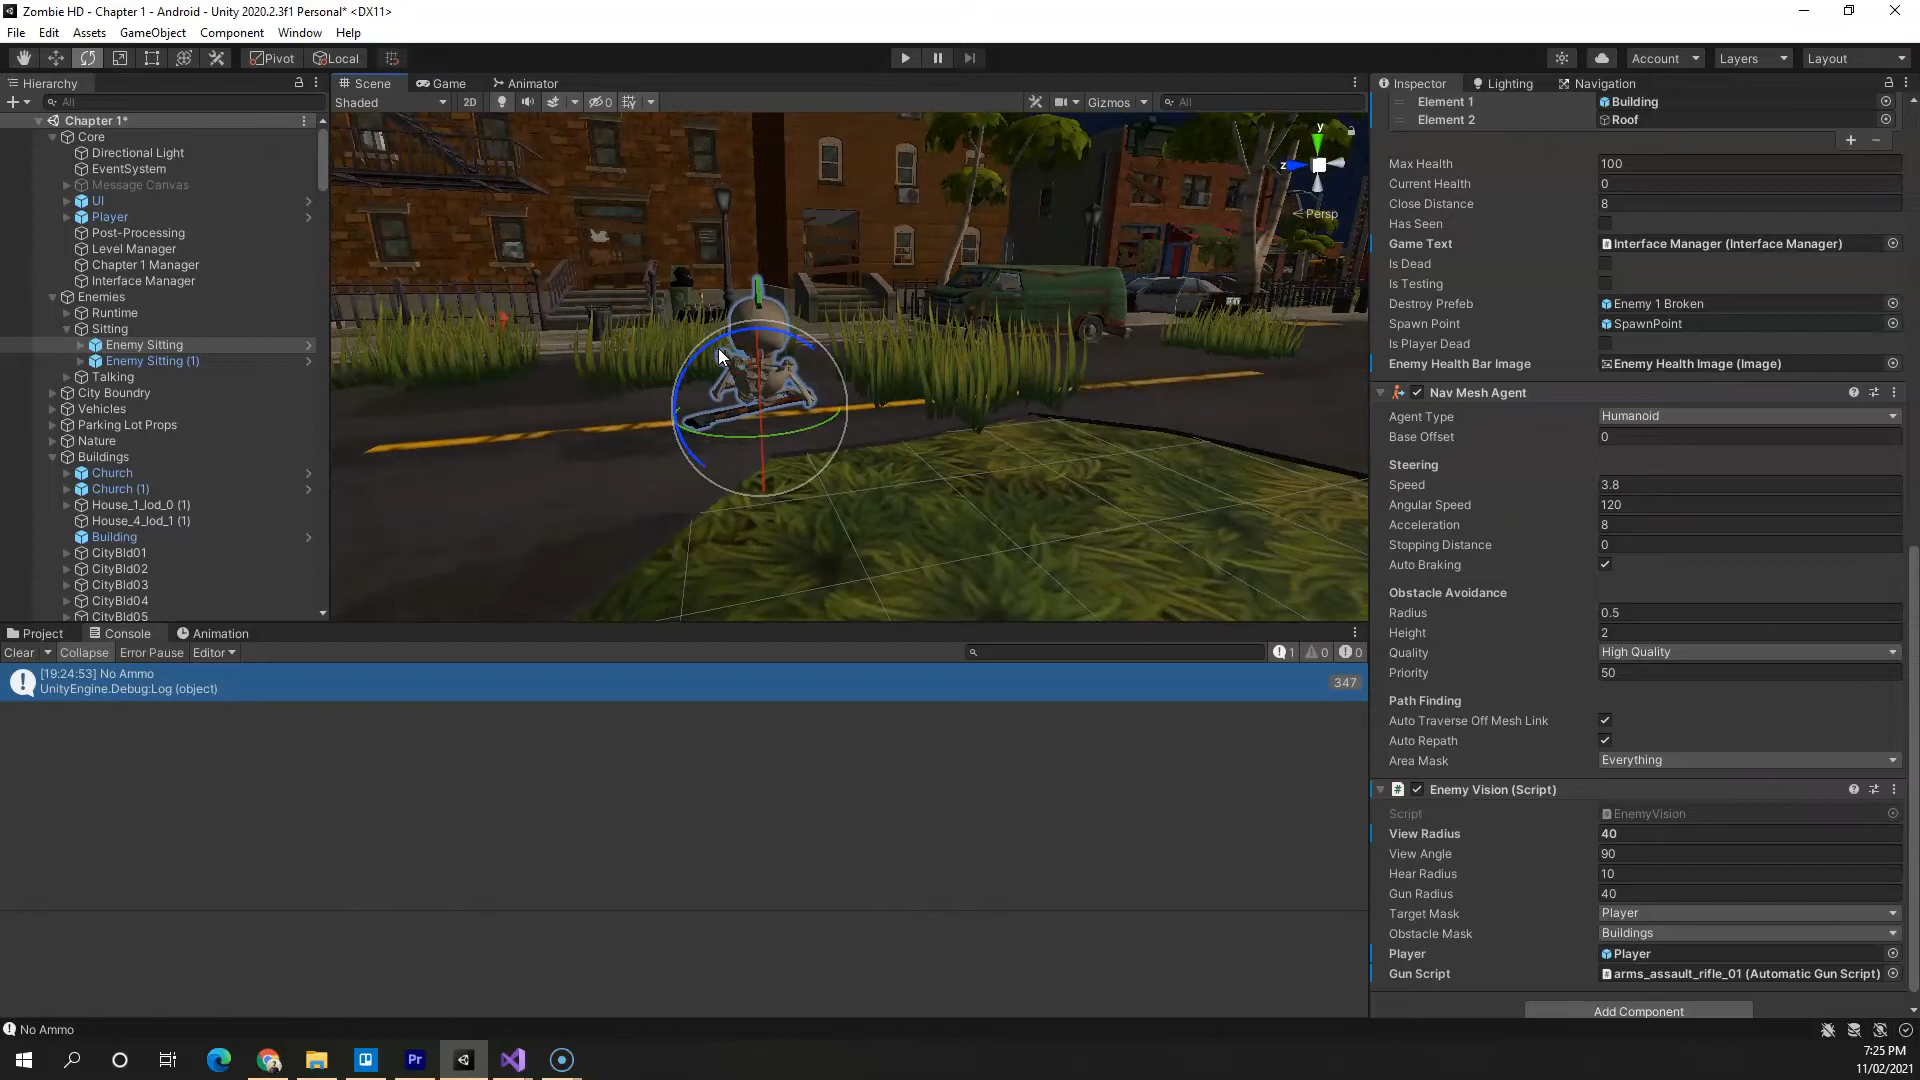 Zombie HD - Chapter 1 - Android - Unity 2020.2.3f1 Personal* <DX11>
File Edit Assets GameObject Component Window Help
Pivot Local Account Layers Layout
Hierarchy
All
Chapter 1*
Core
Directional Light
EventSystem
Message Canvas
UI
Player
Post-Processing
Level Manager
Chapter 1 Manager
Interface Manager
Enemies
Runtime
Sitting
Enemy Sitting
Enemy Sitting (1)
Talking
City Boundry
Vehicles
Parking Lot Props
Nature
Buildings
Church
Church (1)
House_1_lod_0 (1)
House_4_lod_1 (1)
Building
CityBld01
CityBld02
CityBld03
CityBld04
CityBld05
Scene Game Animator
Shaded 2D 0 Gizmos All
y
z
Persp
Inspector Lighting Navigation
Element 1 Building
Element 2 Roof
Max Health 100
Current Health 0
Close Distance 8
Has Seen
Game Text Interface Manager (Interface Manager)
Is Dead
Is Testing
Destroy Prefeb Enemy 1 Broken
Spawn Point SpawnPoint
Is Player Dead
Enemy Health Bar Image Enemy Health Image (Image)
Nav Mesh Agent
Agent Type Humanoid
Base Offset 0
Steering
Speed 3.8
Angular Speed 120
Acceleration 8
Stopping Distance 0
Auto Braking
Obstacle Avoidance
Radius 0.5
Height 2
Quality High Quality
Priority 50
Path Finding
Auto Traverse Off Mesh Link
Auto Repath
Area Mask Everything
Enemy Vision (Script)
Script EnemyVision
View Radius 40
View Angle 90
Hear Radius 10
Gun Radius 40
Target Mask Player
Obstacle Mask Buildings
Player Player
Gun Script arms_assault_rifle_01 (Automatic Gun Script)
Add Component
Project Console Animation
Clear Collapse Error Pause Editor 1 0 0
[19:24:53] No Ammo
UnityEngine.Debug:Log (object)
347
No Ammo
Pr
7:25 PM
11/02/2021